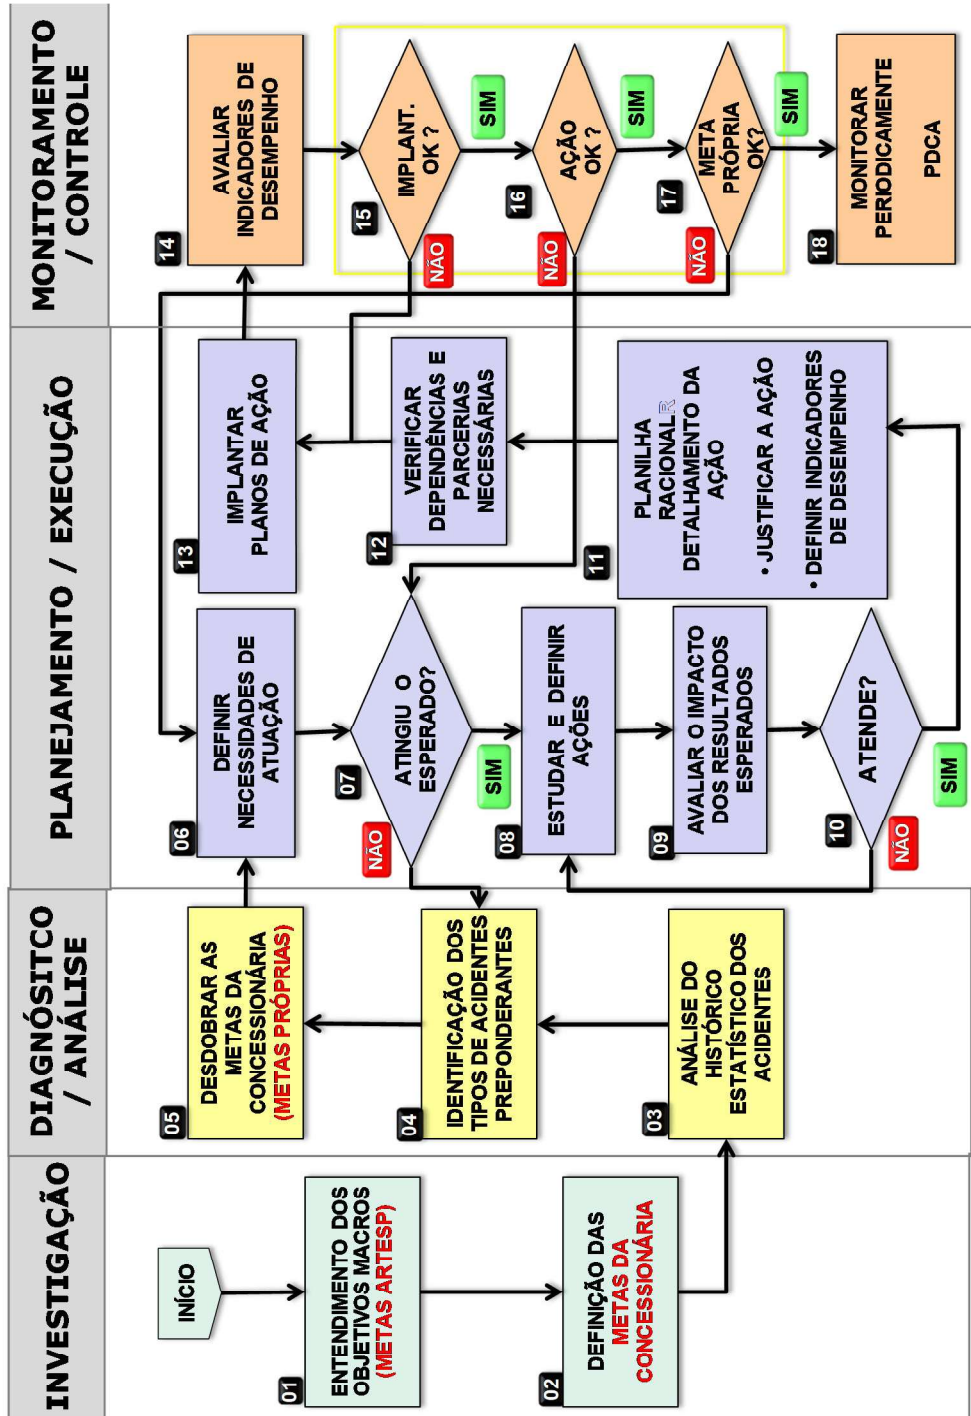 INVESTIGAÇÃO
INÍCIO
01
ENTENDIMENTO DOS
OBJETIVOS MACROS
(METAS ARTESP)
02
DEFINIÇÃO DAS
METAS DA
CONCESSIONÁRIA
DIAGNÓSITCO
/ ANÁLISE
05
DESDOBRAR AS
METAS DA
CONCESSIONÁRIA
(METAS PRÓPRIAS)
04
IDENTIFICAÇÃO DOS
TIPOS DE ACIDENTES
PREPONDERANTES
03
ANÁLISE DO
HISTÓRICO
ESTATÍSTICO DOS
ACIDENTES
PLANEJAMENTO / EXECUÇÃO
06
DEFINIR
NECESSIDADES DE
ATUAÇÃO
07
ATINGIU O
ESPERADO?
NÃO
SIM
08
ESTUDAR E DEFINIR
AÇÕES
09
AVALIAR O IMPACTO
DOS RESULTADOS
ESPERADOS
10
ATENDE?
NÃO
SIM
13
IMPLANTAR
PLANOS DE AÇÃO
12
VERIFICAR
DEPENDÊNCIAS E
PARCERIAS
NECESSÁRIAS
11
PLANILHA
RACIONALR
DETALHAMENTO DA
AÇÃO
• JUSTIFICAR A AÇÃO
• DEFINIR INDICADORES
DE DESEMPENHO
MONITORAMENTO
/ CONTROLE
14
AVALIAR
INDICADORES DE
DESEMPENHO
15
IMPLANT.
OK ?
NÃO
SIM
16
AÇÃO
OK ?
NÃO
SIM
17
META
PRÓPRIA
OK?
NÃO
SIM
18
MONITORAR
PERIODICAMENTE
PDCA